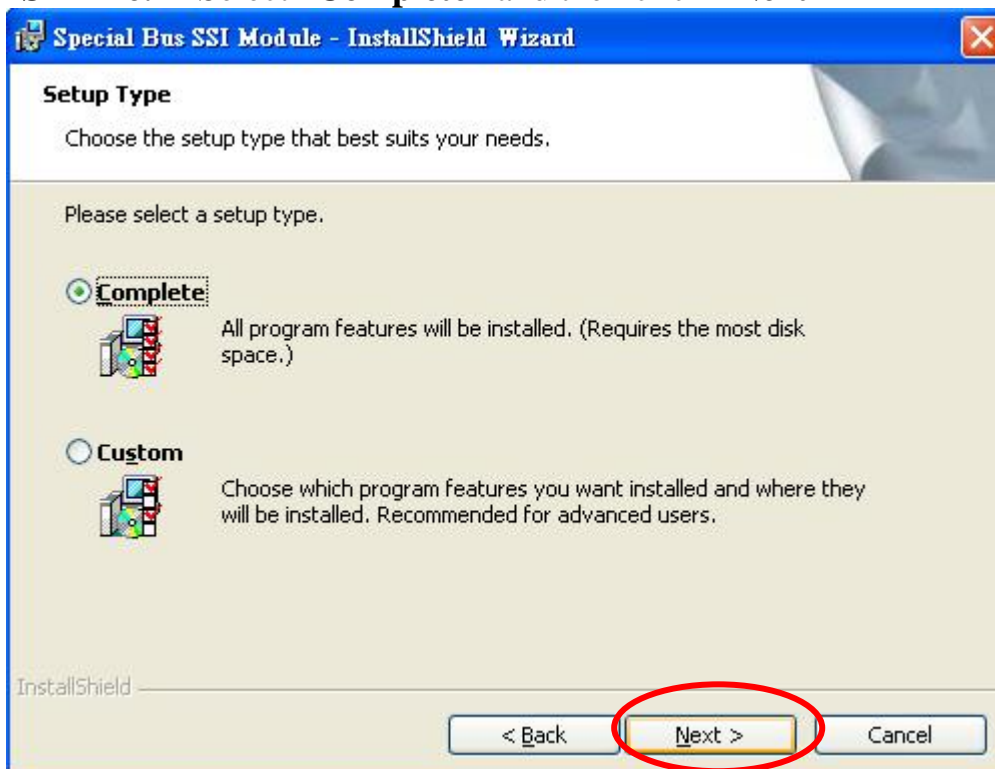 Special Bus SSI Module - InstallShield Wizard
Setup Type
Choose the setup type that best suits your needs.
Please select a setup type.
Complete
All program features will be installed. (Requires the most disk
space.)
Custom
Choose which program features you want installed and where they
will be installed. Recommended for advanced users.
InstallShield
< Back Next > Cancel